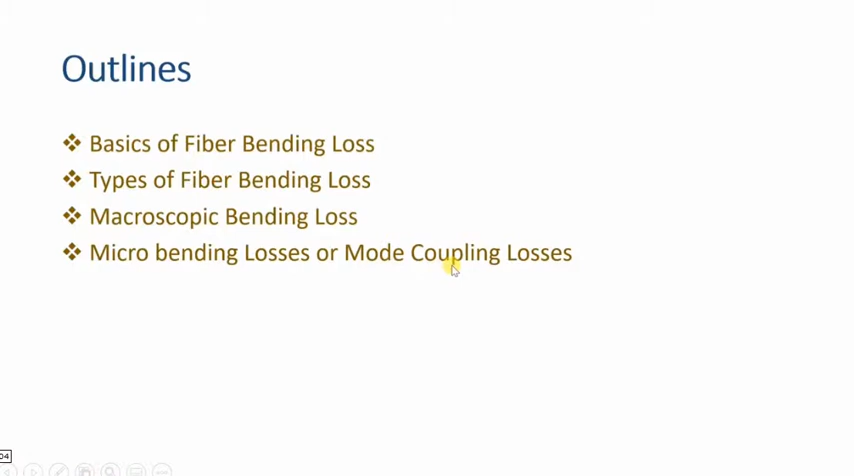 Outlines
Basics of Fiber Bending Loss
Types of Fiber Bending Loss
Macroscopic Bending Loss
Micro bending Losses or Mode Coupling Losses
04